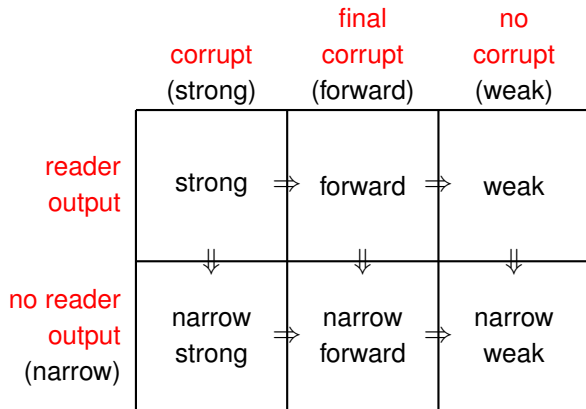 final
no
corrupt
corrupt
corrupt
(strong)
(forward)
(weak)
reader
output
strong ⇒ forward ⇒ weak
⇓ ⇓ ⇓
no reader
output
(narrow)
narrow
strong
⇒
narrow
forward
⇒
narrow
weak